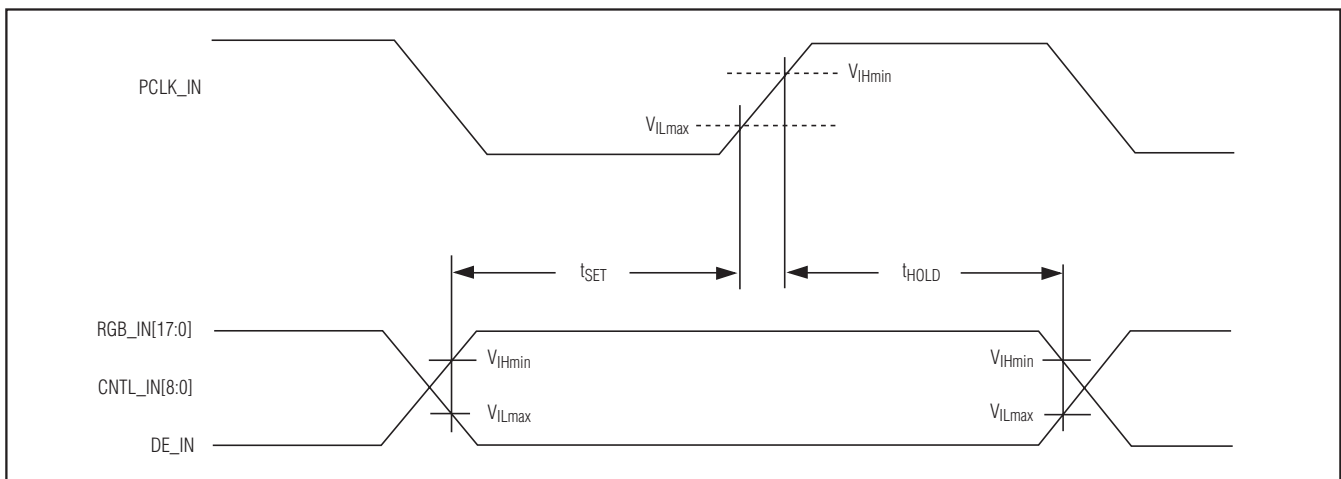 PCLK_IN
VIHmin
VILmax
tSET
tHOLD
RGB_IN[17:0]
VIHmin
VIHmin
CNTL_IN[8:0]
VILmax
VILmax
DE_IN